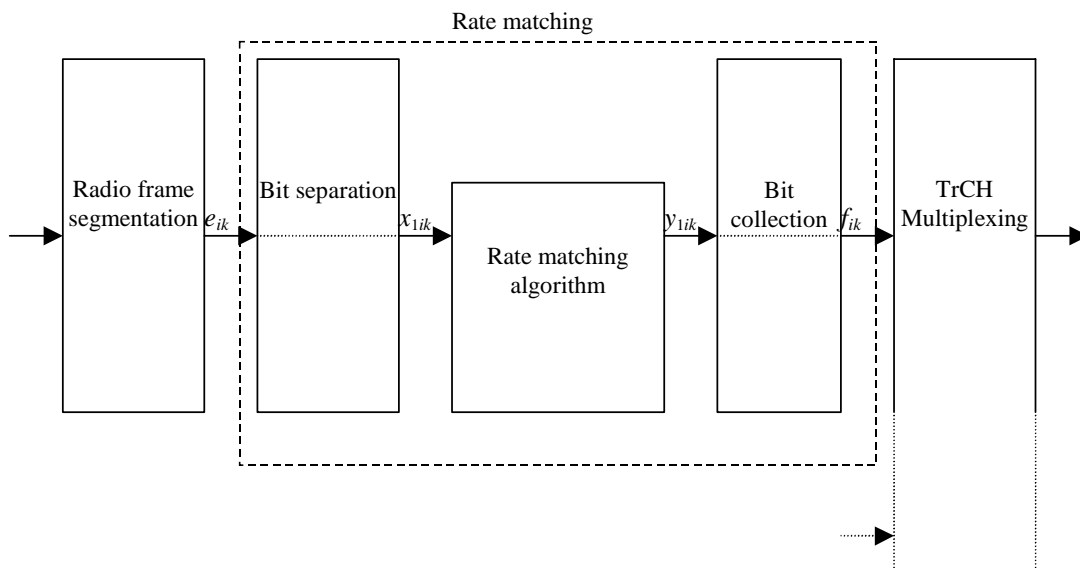 Rate matching
Radio frame
segmentation
e_ik
Bit separation
x_1ik
Rate matching
algorithm
y_1ik
Bit
collection
f_ik
TrCH
Multiplexing